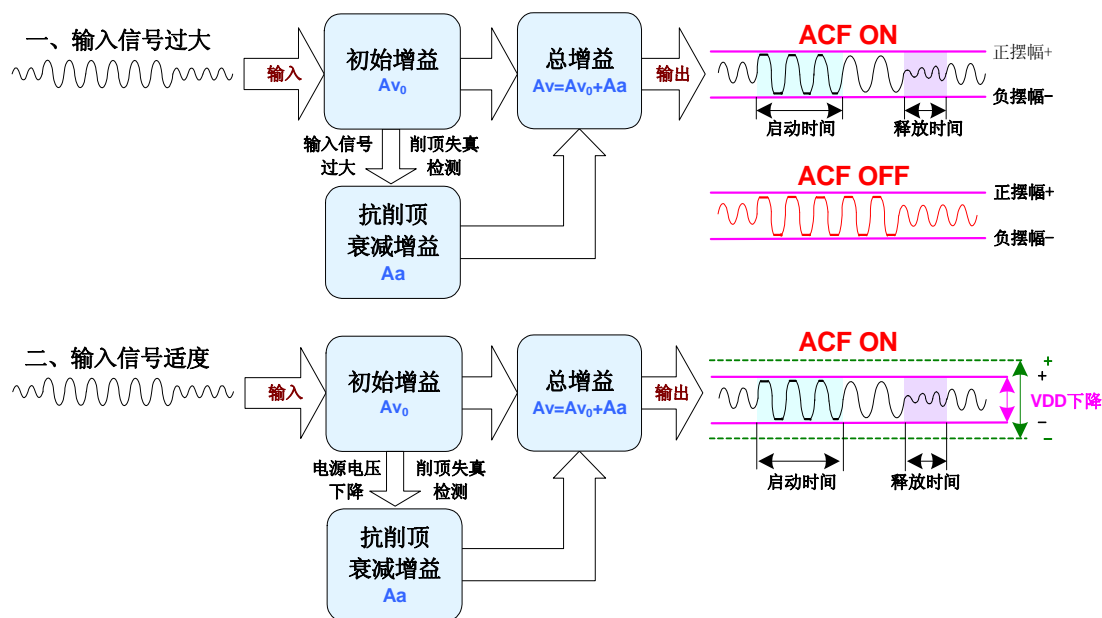 一、输入信号过大
输入
初始增益
Av₀
总增益
Av=Av₀+Aa
输出
输入信号
过大
削顶失真
检测
抗削顶
衰减增益
Aa
ACF ON
正摆幅+
负摆幅−
启动时间
释放时间
ACF OFF
正摆幅+
负摆幅−
二、输入信号适度
输入
初始增益
Av₀
总增益
Av=Av₀+Aa
输出
电源电压
下降
削顶失真
检测
抗削顶
衰减增益
Aa
ACF ON
+
+
VDD下降
−
−
启动时间
释放时间